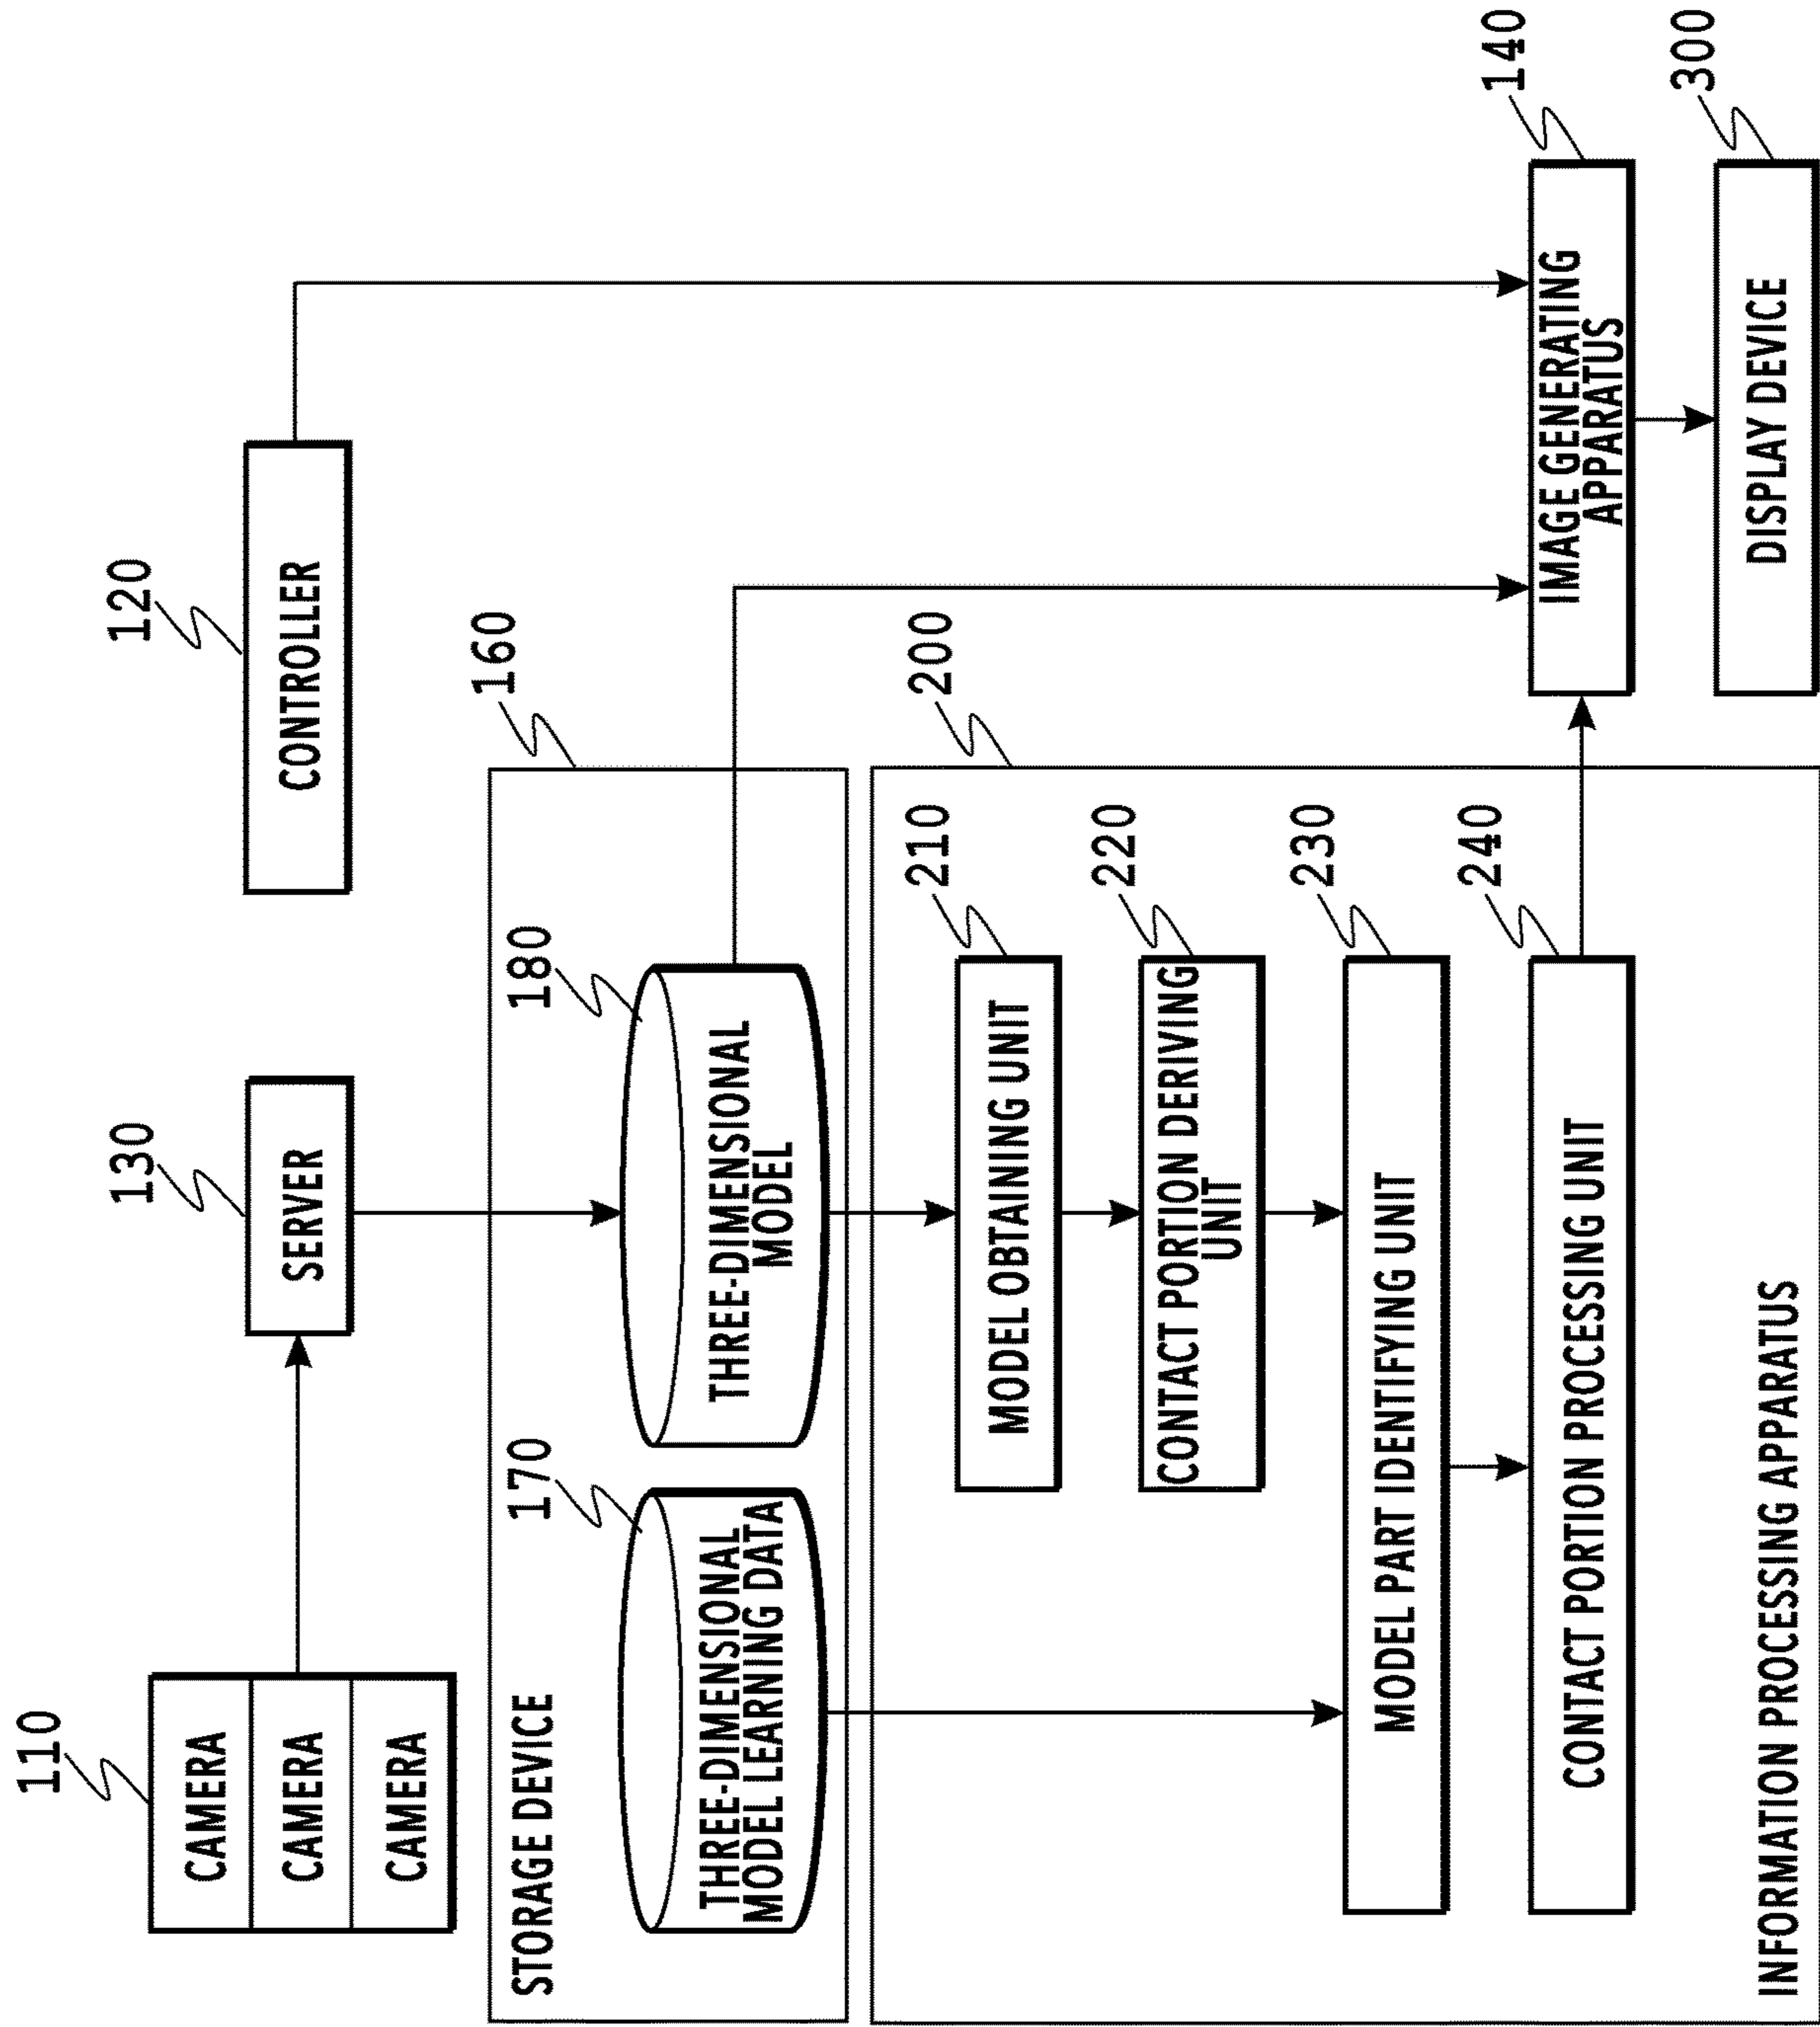 110
CAMERA
CAMERA
CAMERA
130
SERVER
120
CONTROLLER
160
STORAGE DEVICE
170
THREE-DIMENSIONAL
MODEL LEARNING DATA
180
THREE-DIMENSIONAL
MODEL
200
210
MODEL OBTAINING UNIT
220
CONTACT PORTION DERIVING
UNIT
230
MODEL PART IDENTIFYING UNIT
240
CONTACT PORTION PROCESSING UNIT
INFORMATION PROCESSING APPARATUS
140
IMAGE GENERATING
APPARATUS
300
DISPLAY DEVICE